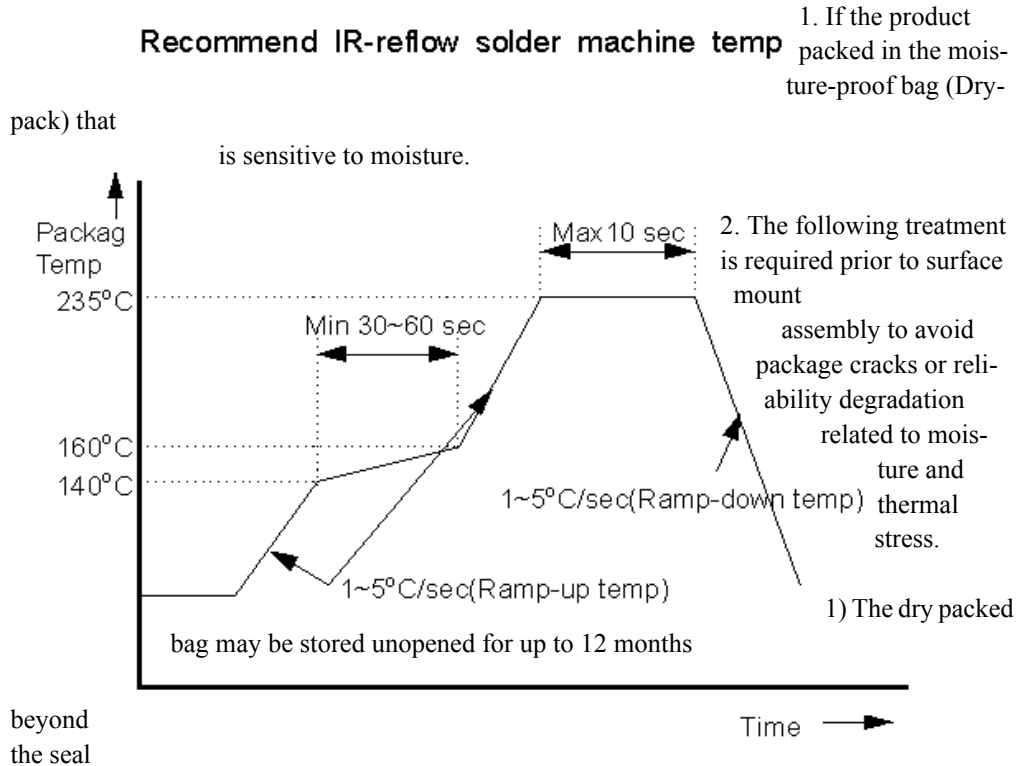 Recommend IR-reflow solder machine temp
1. If the product
packed in the mois-
ture-proof bag (Dry-
pack) that
is sensitive to moisture.
Packag
Temp
235°C
160°C
140°C
Min 30~60 sec
Max10 sec
1~5°C/sec(Ramp-up temp)
1~5°C/sec(Ramp-down temp)
Time
2. The following treatment
is required prior to surface
mount
assembly to avoid
package cracks or reli-
ability degradation
related to mois-
ture and
thermal
stress.
1) The dry packed
bag may be stored unopened for up to 12 months
beyond
the seal